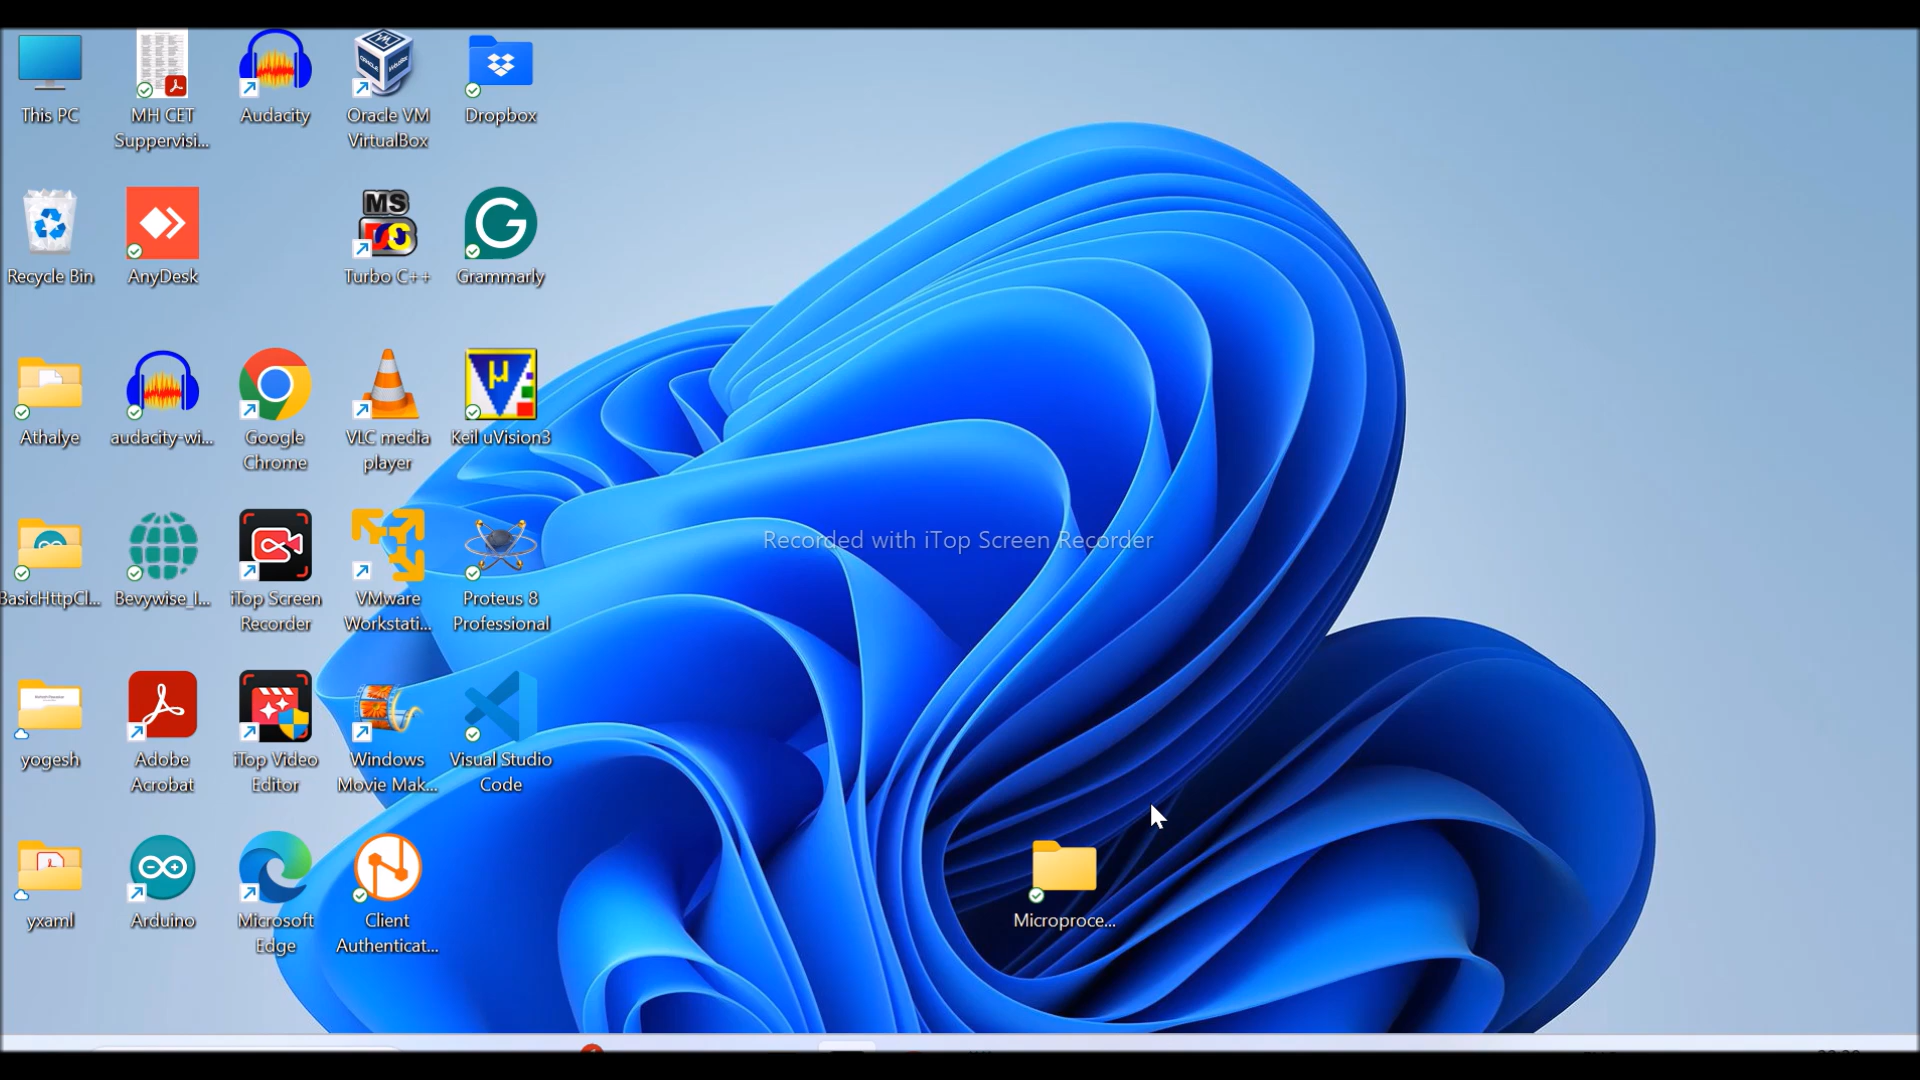 This PC
MH CET
Suppervisi...
Audacity
Oracle VM
VirtualBox
Dropbox
Recycle Bin
AnyDesk
MS
Turbo C++
Grammarly
Athalye
audacity-wi...
Google
Chrome
VLC media
player
Keil uVision3
Recorded with iTop Screen Recorder
BasicHttpCl...
Bevywise_I...
iTop Screen
Recorder
VMware
Workstati...
Proteus 8
Professional
yogesh
Adobe
Acrobat
iTop Video
Editor
Windows
Movie Mak...
Visual Studio
Code
yxaml
Arduino
Microsoft
Edge
Client
Authenticat...
Microproce...